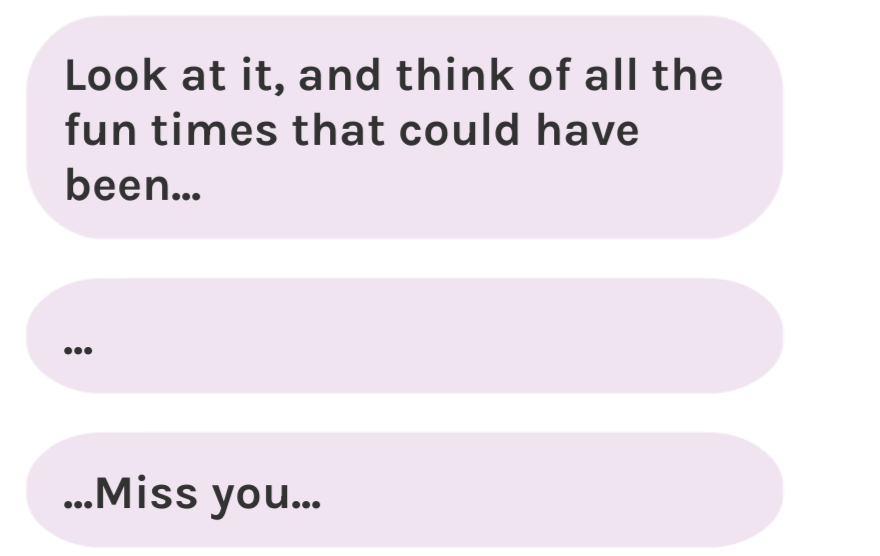 Look at it, and think of all the
fun times that could have
been...
...
...Miss you...